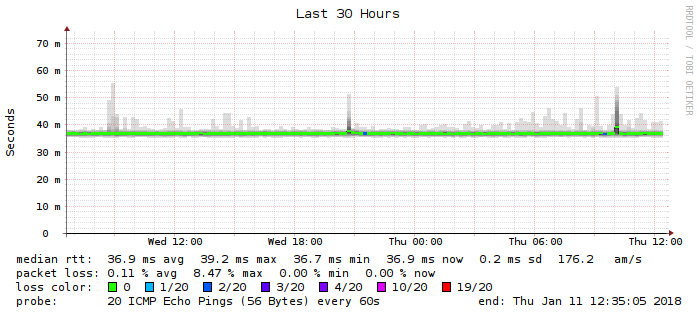 Last 30 Hours
RRDTOOL / TOBI OETIKER
Seconds
70 m
60 m
50 m
40 m
30 m
20 m
10 m
0
Wed 12:00 Wed 18:00 Thu 00:00 Thu 06:00 Thu 12:00
median rtt: 36.9 ms avg 39.2 ms max 36.7 ms min 36.9 ms now 0.2 ms sd 176.2 am/s
packet loss: 0.11 % avg 8.47 % max 0.00 % min 0.00 % now
loss color: 0 1/20 2/20 3/20 4/20 10/20 19/20
probe: 20 ICMP Echo Pings (56 Bytes) every 60s end: Thu Jan 11 12:35:05 2018